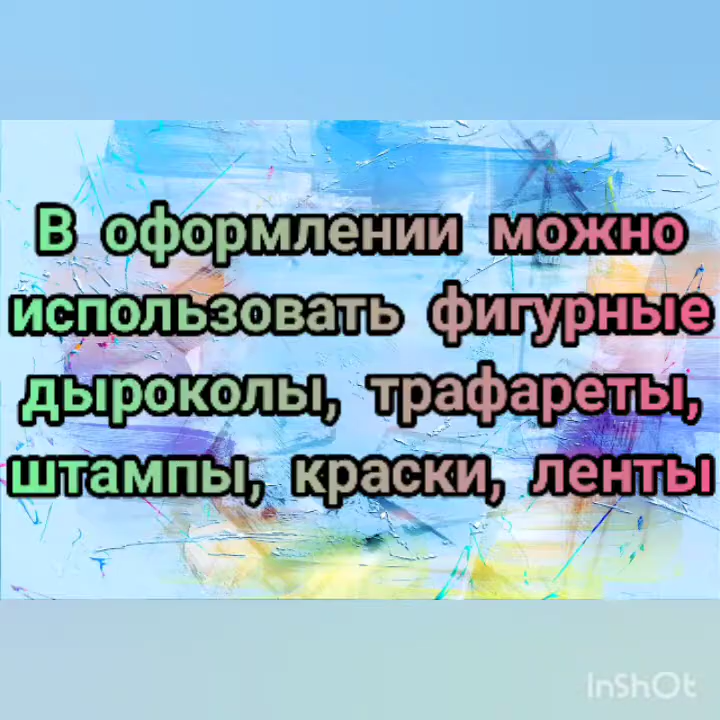 В оформлении можно
использовать фигурные
дыроколы, трафареты,
штампы, краски, ленты
InShOt